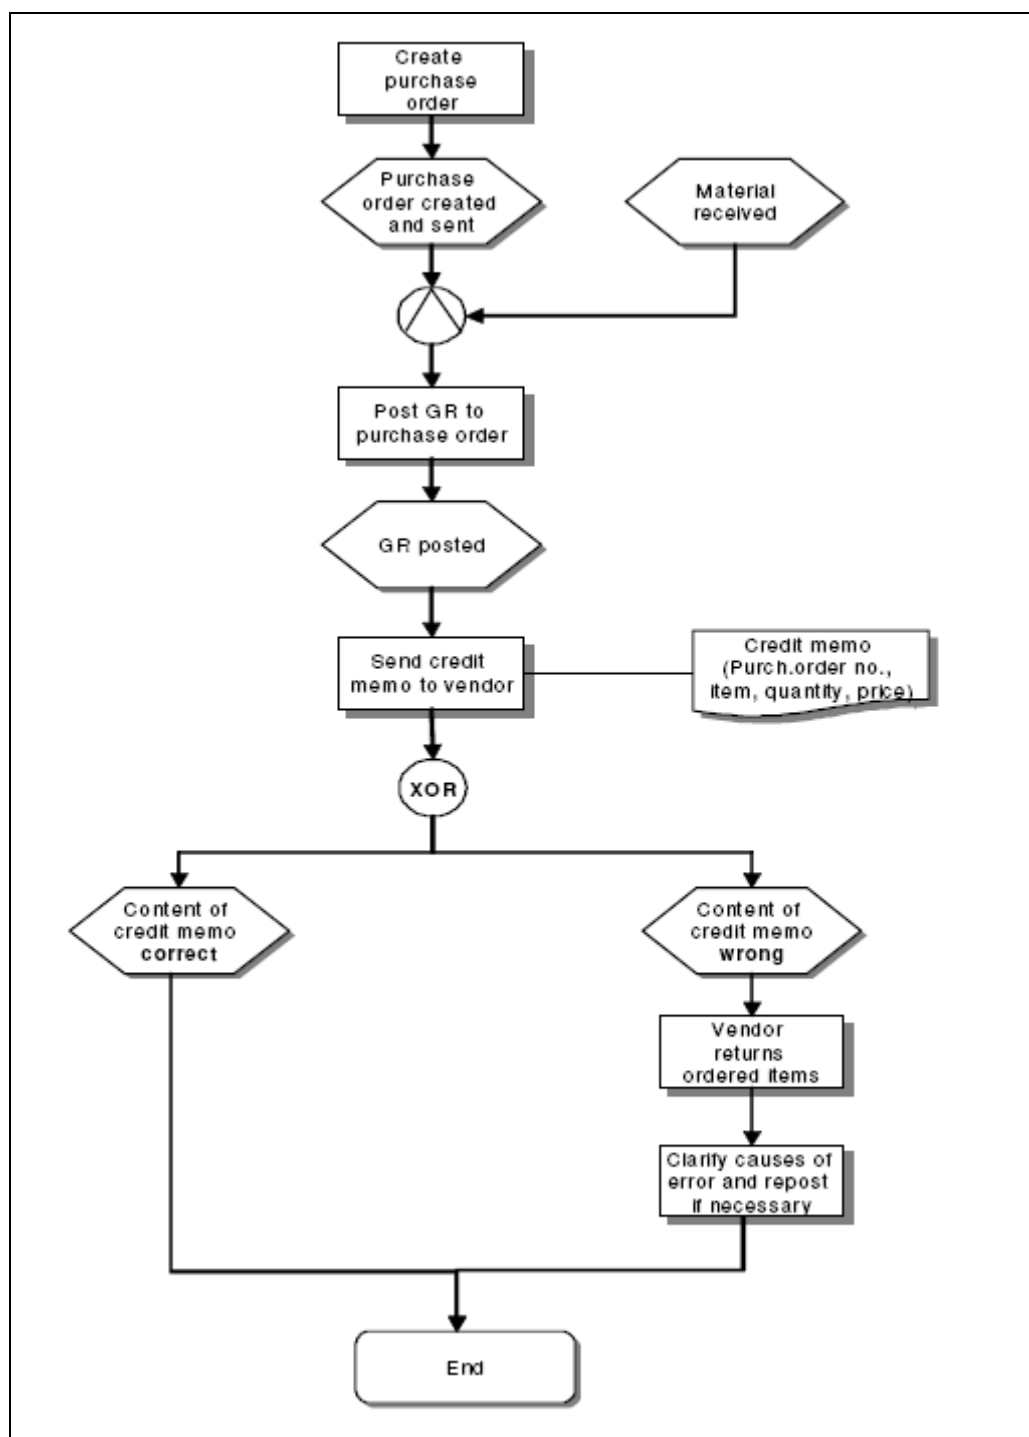 Create
purchase
order
Purchase
order created
and sent
Material
received
Post GR to
purchase order
GR posted
Send credit
memo to vendor
Credit memo
(Purch.order no.,
item, quantity, price)
XOR
Content of
credit memo
correct
Content of
credit memo
wrong
Vendor
returns
ordered items
Clarify causes of
error and repost
if necessary
End